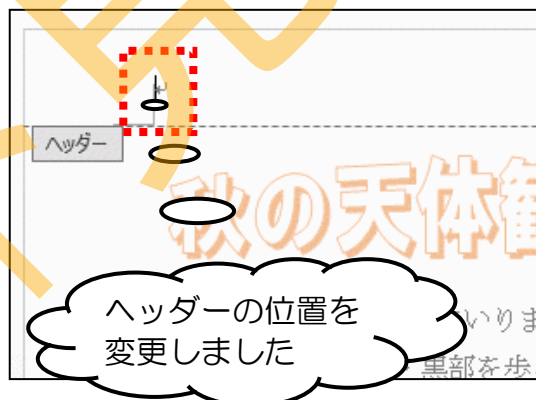 ヘッダー
秋の天体
ヘッダーの位置を
変更しました
いりま
黒部を歩